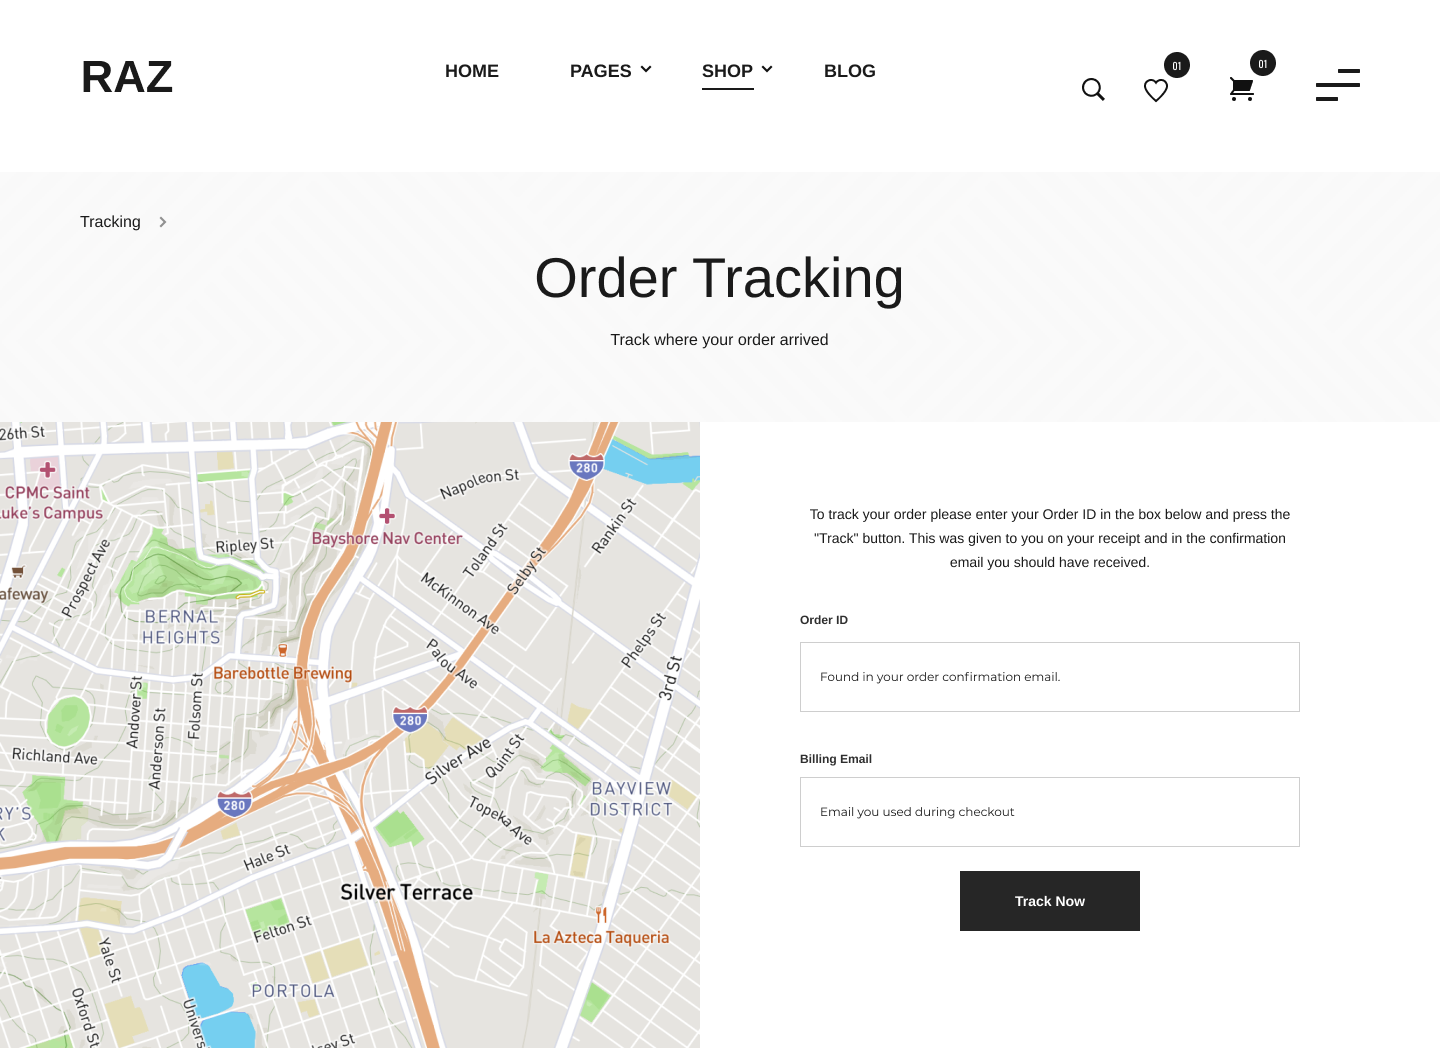 RAZ
HOME
PAGES
SHOP
BLOG
01
01
Tracking
Order Tracking
Track where your order arrived
26th St
CPMC Saint
uke's Campus
Napoleon St
280
Bayshore Nav Center
Rankin St
Toland St
Ripley St
Selby St
Prospect Ave
afeway
McKinnon Ave
BERNAL
HEIGHTS
Phelps St
Palou Ave
Barebottle Brewing
3rd St
Andover St
Folsom St
Anderson St
280
Richland Ave
Silver Ave
Quint St
BAYVIEW
DISTRICT
280
RY'S
K
Topeka Ave
Hale St
Silver Terrace
Felton St
La Azteca Taqueria
Yale St
PORTOLA
Oxford St
Univers
lsey St
To track your order please enter your Order ID in the box below and press the
"Track" button. This was given to you on your receipt and in the confirmation
email you should have received.
Order ID
Found in your order confirmation email.
Billing Email
Email you used during checkout
Track Now